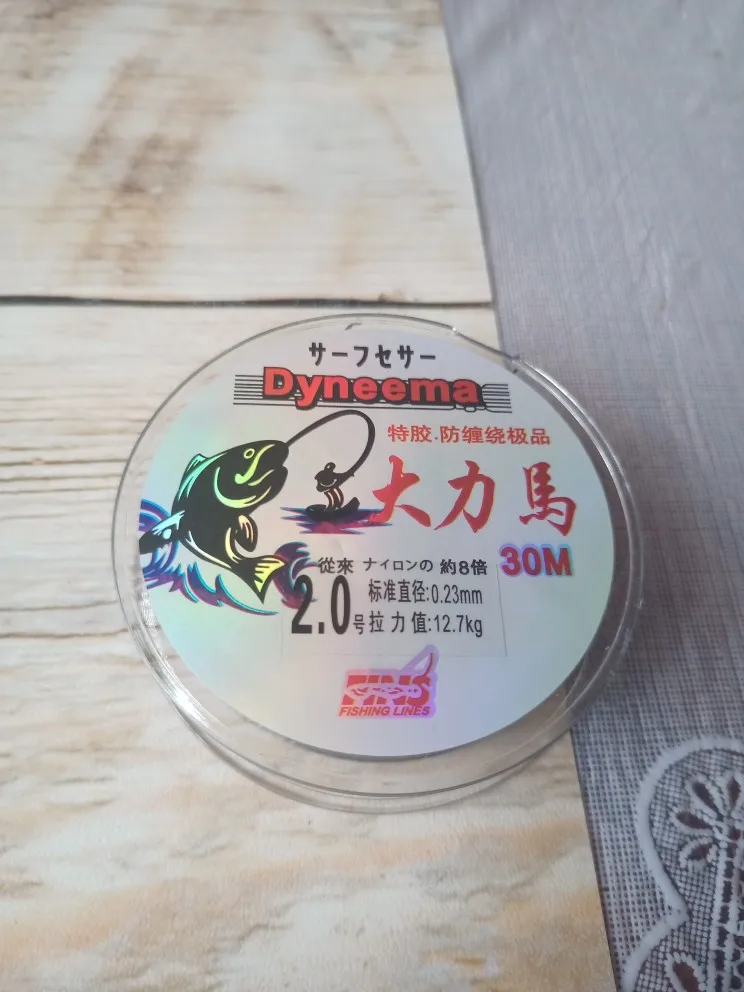 サーフセサー
Dyneema
特胶.防缠绕极品
大力馬
從來 ナイロンの 約8倍 30M
2.0号 标准直径:0.23mm
拉力值:12.7kg
FINS
FISHING LINES